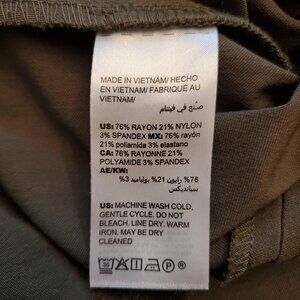 MADE IN VIETNAM/ HECHO
EN VIETNAM/ FABRIQUÉ AU
VIETNAM/
صنع في فيتنام
US: 76% RAYON 21% NYLON
3% SPANDEX MX: 76% rayón
21% poliamida 3% elastano
CA: 76% RAYONNE 21%
POLYAMIDE 3% SPANDEX
AE/KW:
76% رايون 21% بولياميد 3%
سباندیکس
US: MACHINE WASH COLD,
GENTLE CYCLE. DO NOT
BLEACH. LINE DRY. WARM
IRON. MAY BE DRY
CLEANED